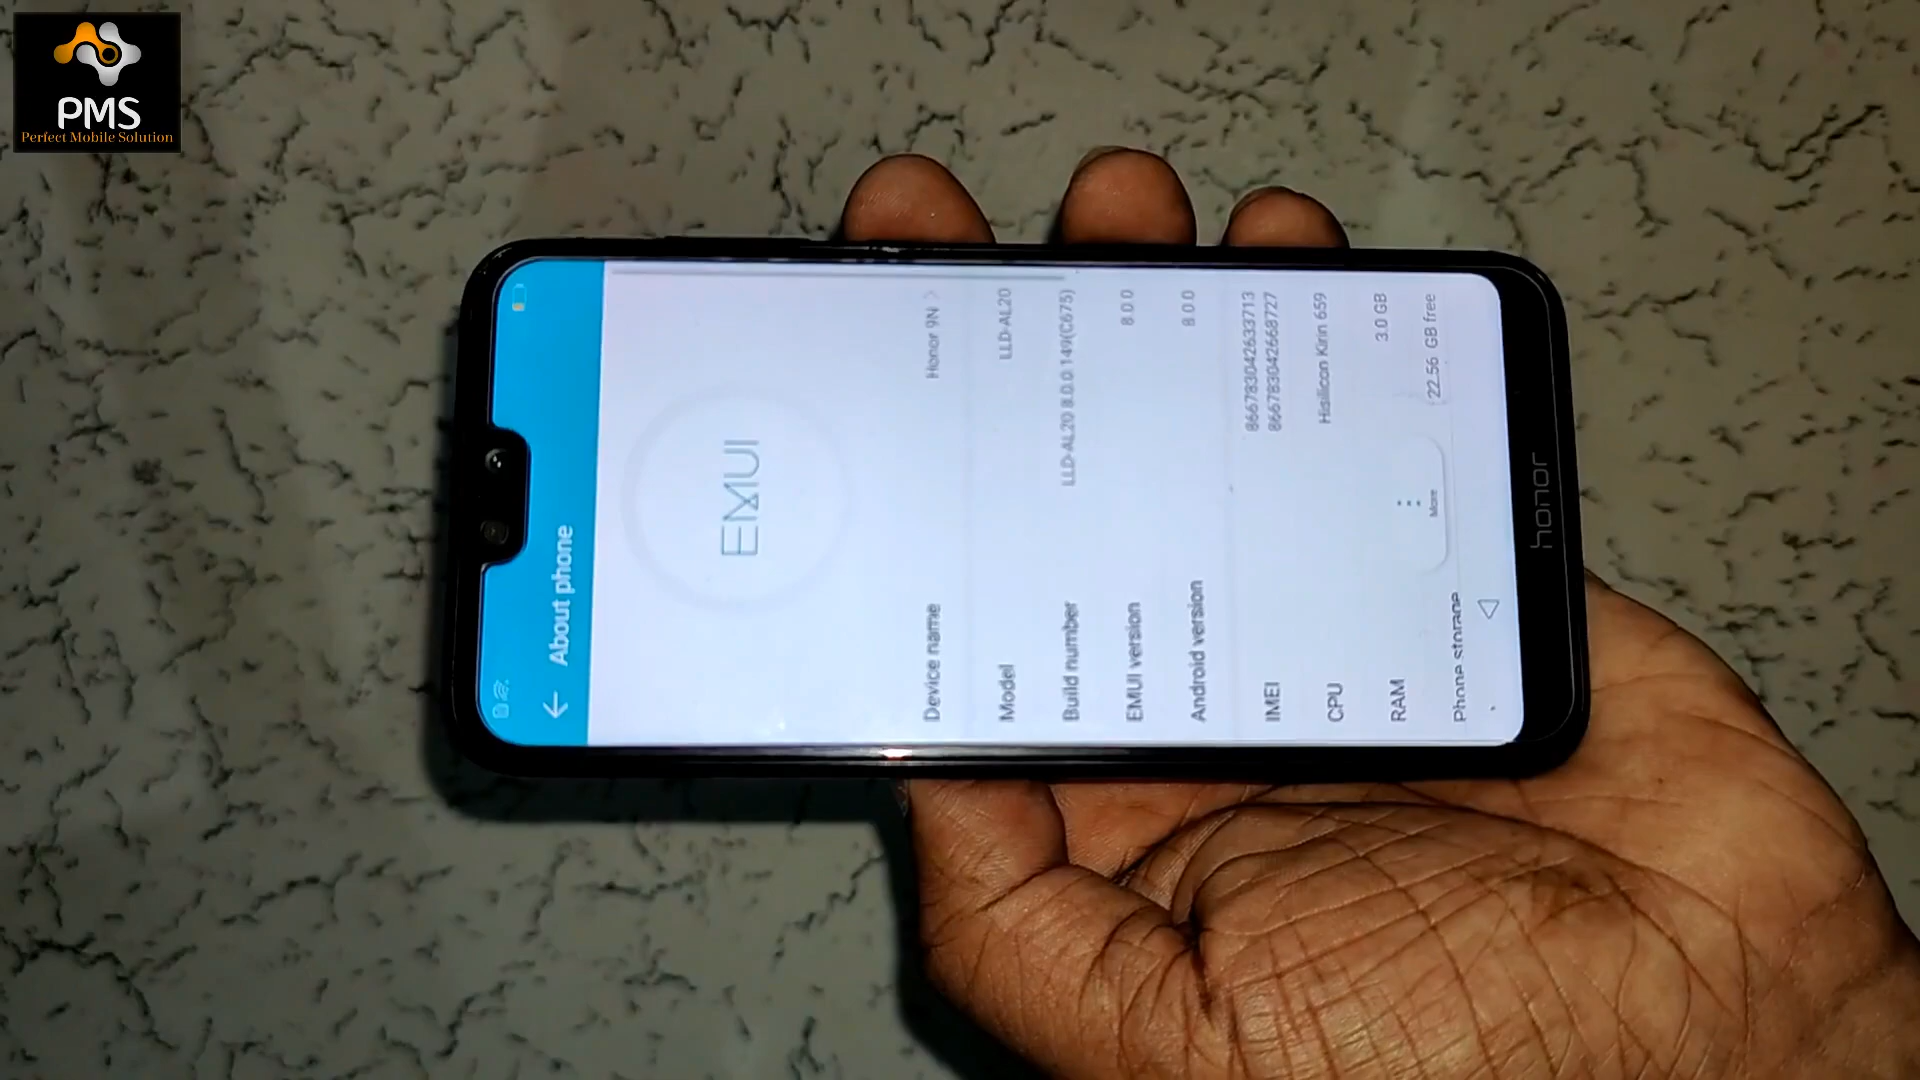 PMS
Perfect Mobile Solution
About phone
EMUI
Device name Honor 9N
Model LLD-AL20
Build number LLD-AL20 8.0.0.149(C675)
EMUI version 8.0.0
Android version 8.0.0
IMEI 866783042633713
866783042668727
CPU Hisilicon Kirin 659
RAM 3.0 GB
Phone storage 22.56 GB free
More
honor